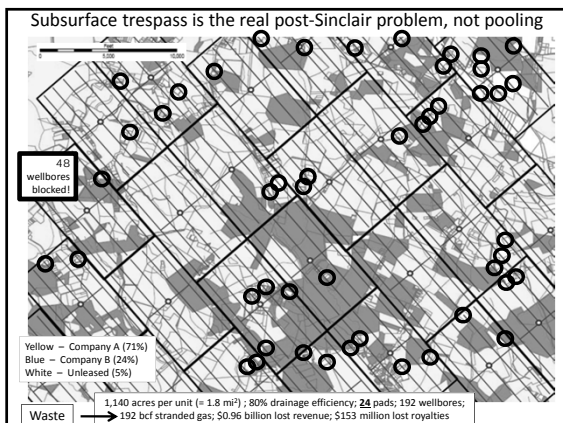 Subsurface trespass is the real post-Sinclair problem, not pooling
Feet
5,000
10,000
48
wellbores
blocked!
Yellow – Company A (71%)
Blue – Company B (24%)
White – Unleased (5%)
1,140 acres per unit (= 1.8 mi²) ; 80% drainage efficiency; 24 pads; 192 wellbores;
Waste
192 bcf stranded gas; $0.96 billion lost revenue; $153 million lost royalties